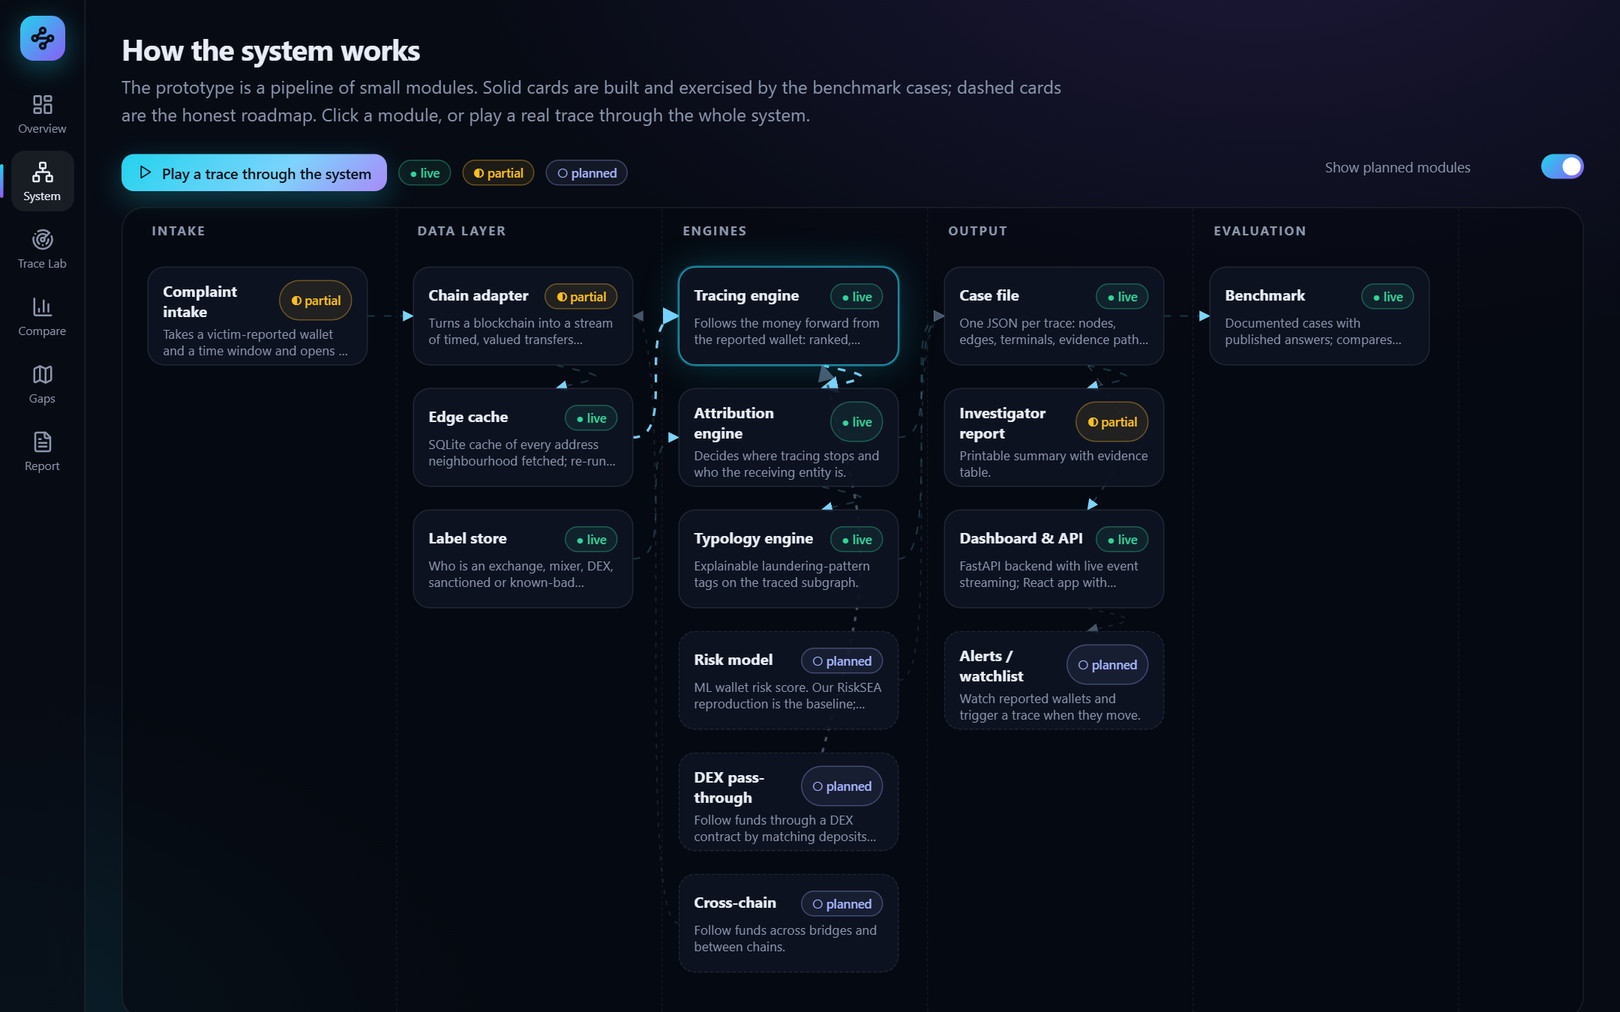 How the system works
The prototype is a pipeline of small modules. Solid cards are built and exercised by the benchmark cases; dashed cards
are the honest roadmap. Click a module, or play a real trace through the whole system.
Play a trace through the system
live
partial
planned
Show planned modules
Overview
System
Trace Lab
Compare
Gaps
Report
INTAKE
Complaint
intake
partial
Takes a victim-reported wallet
and a time window and opens ...
DATA LAYER
Chain adapter
partial
Turns a blockchain into a stream
of timed, valued transfers...
Edge cache
live
SQLite cache of every address
neighbourhood fetched; re-run...
Label store
live
Who is an exchange, mixer, DEX,
sanctioned or known-bad...
ENGINES
Tracing engine
live
Follows the money forward from
the reported wallet: ranked,...
Attribution
engine
live
Decides where tracing stops and
who the receiving entity is.
Typology engine
live
Explainable laundering-pattern
tags on the traced subgraph.
Risk model
planned
ML wallet risk score. Our RiskSEA
reproduction is the baseline;...
DEX pass-
through
planned
Follow funds through a DEX
contract by matching deposits...
Cross-chain
planned
Follow funds across bridges and
between chains.
OUTPUT
Case file
live
One JSON per trace: nodes,
edges, terminals, evidence path...
Investigator
report
partial
Printable summary with evidence
table.
Dashboard & API
live
FastAPI backend with live event
streaming; React app with...
Alerts /
watchlist
planned
Watch reported wallets and
trigger a trace when they move.
EVALUATION
Benchmark
live
Documented cases with
published answers; compares...